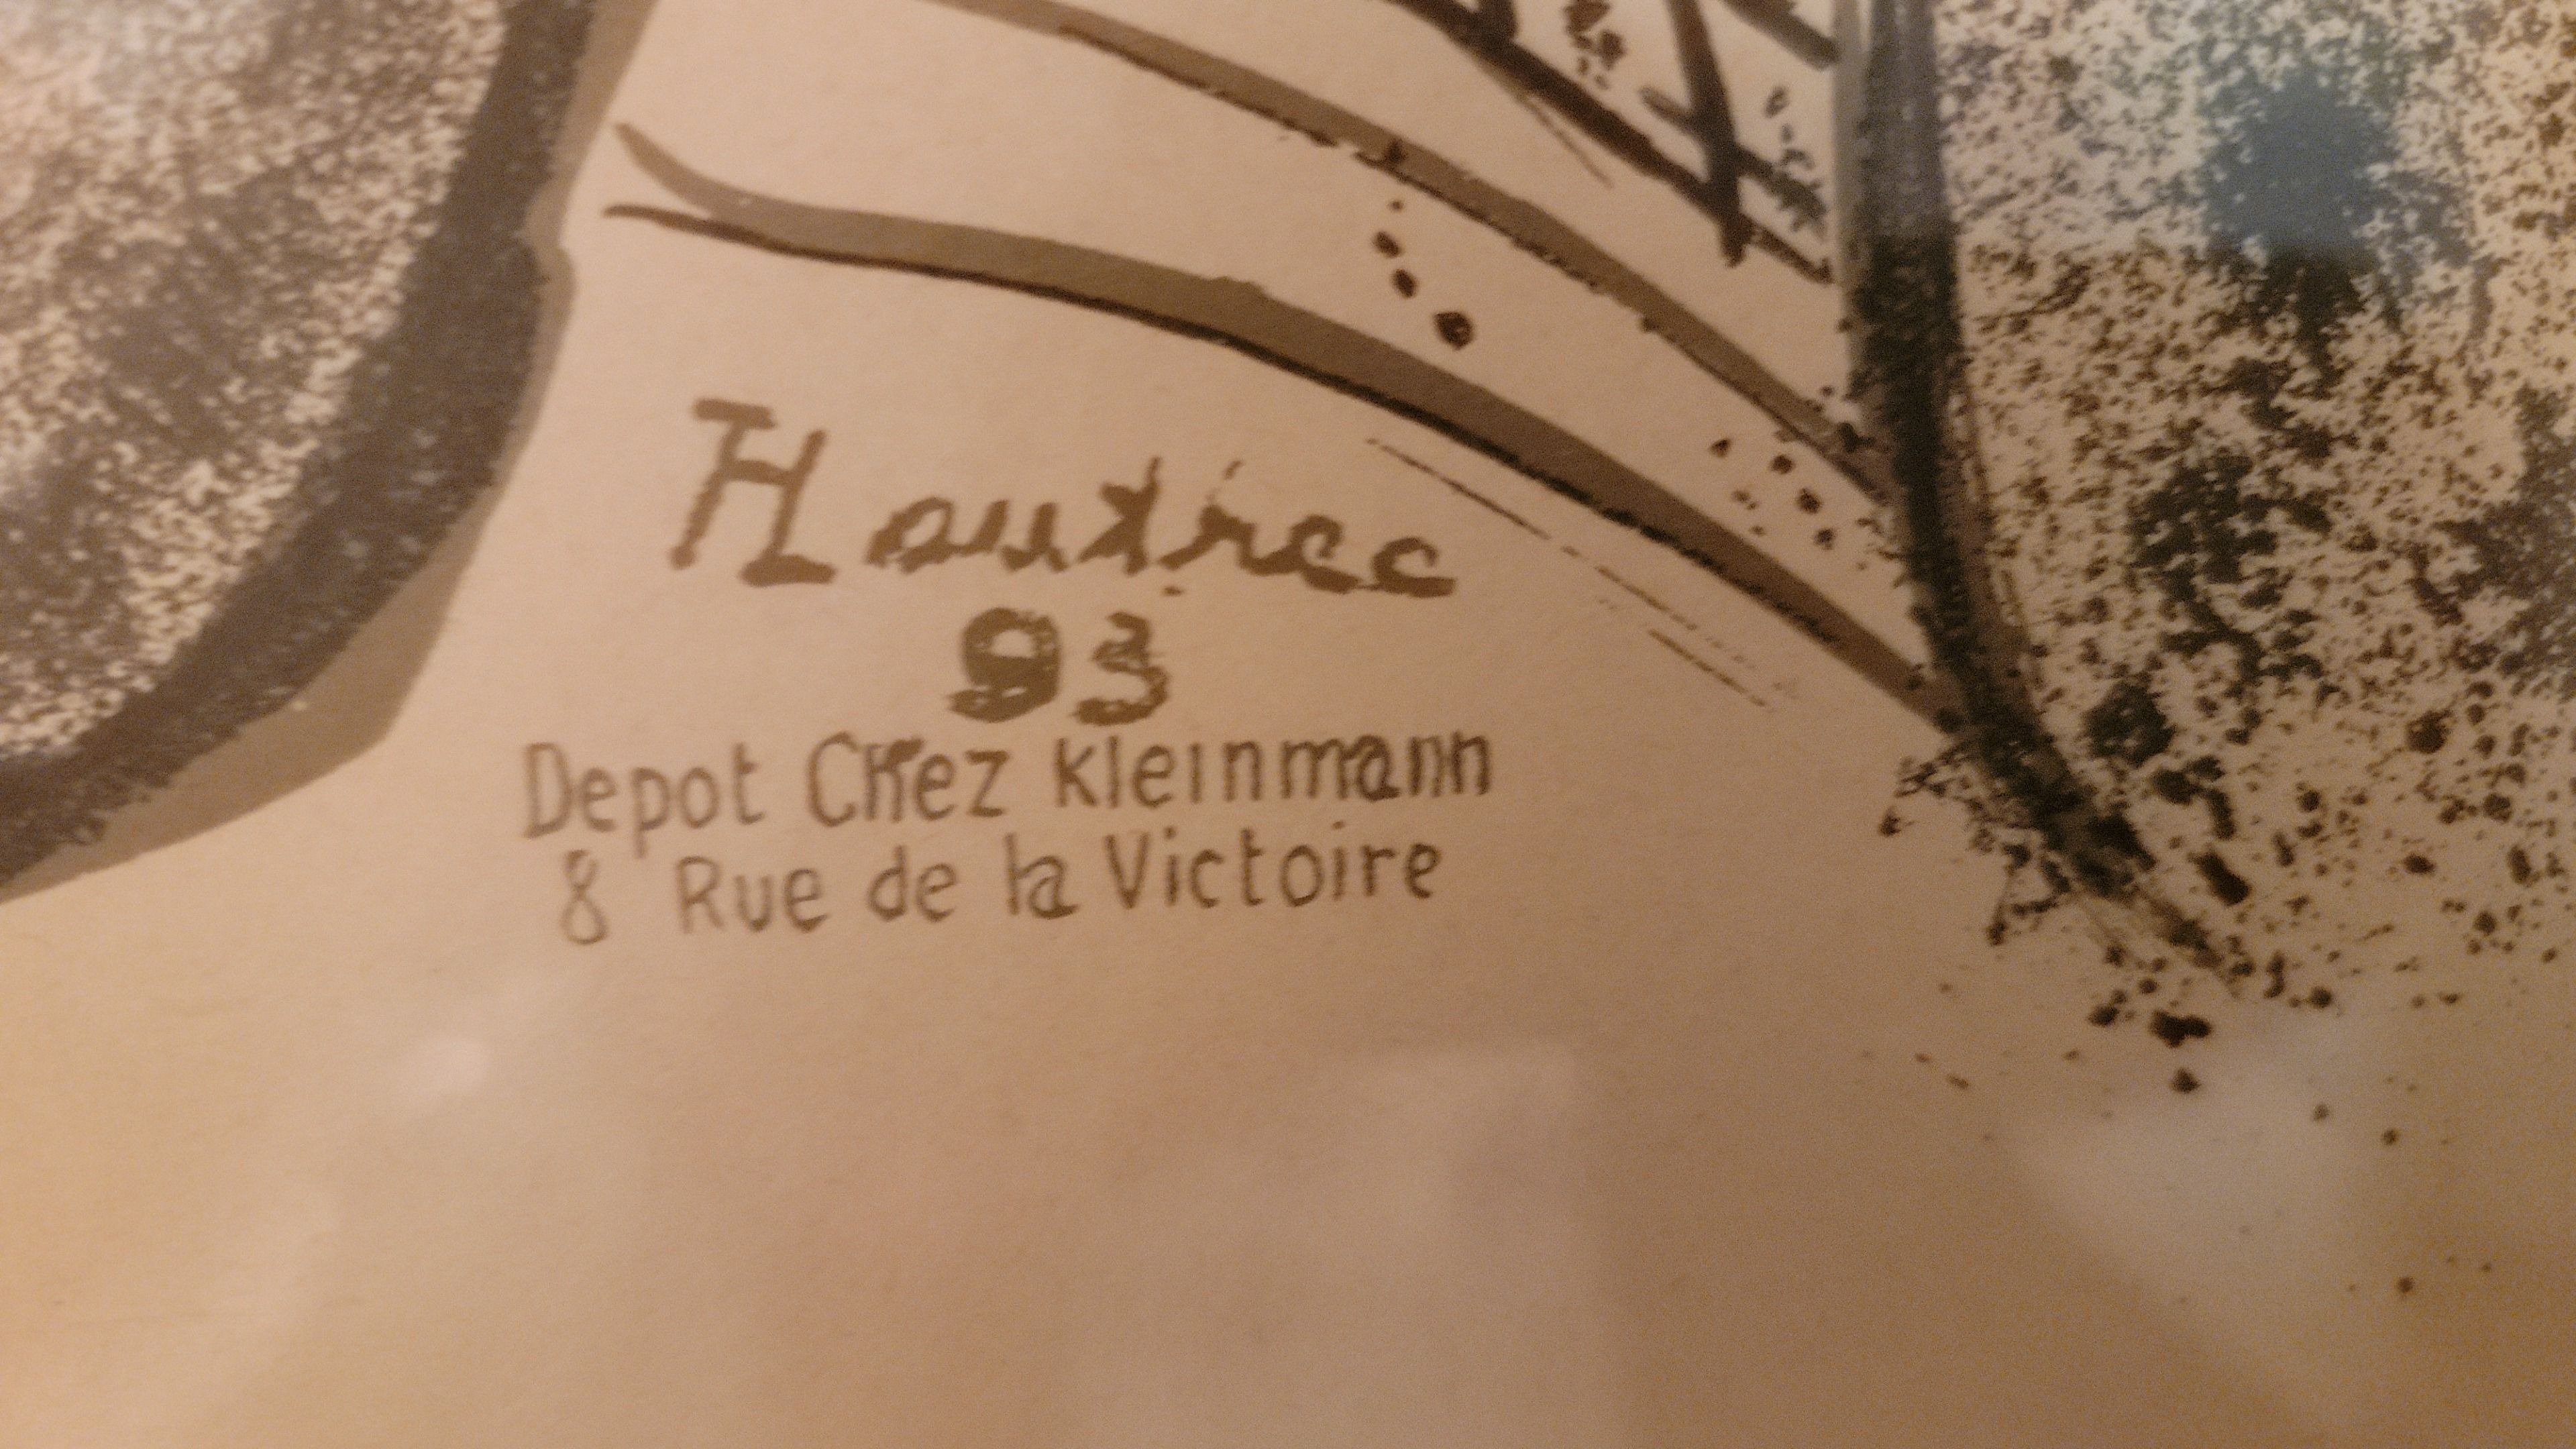 HLautrec
93
Depot Chez Kleinmann
8 Rue de la Victoire